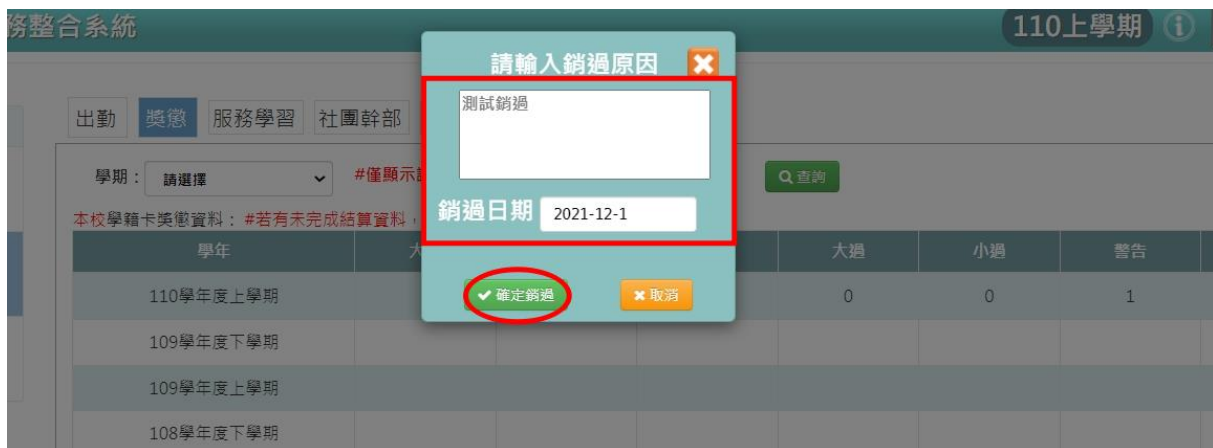 務整合系統
110上學期
請輸入銷過原因
測試銷過
銷過日期 2021-12-1
確定銷過 取消
出勤 獎懲 服務學習 社團幹部
學期： 請選擇 #僅顯示 查詢
本校學籍卡獎懲資料： #若有未完成結算資料，
學年 大 大過 小過 警告
110學年度上學期 0 0 1
109學年度下學期
109學年度上學期
108學年度下學期